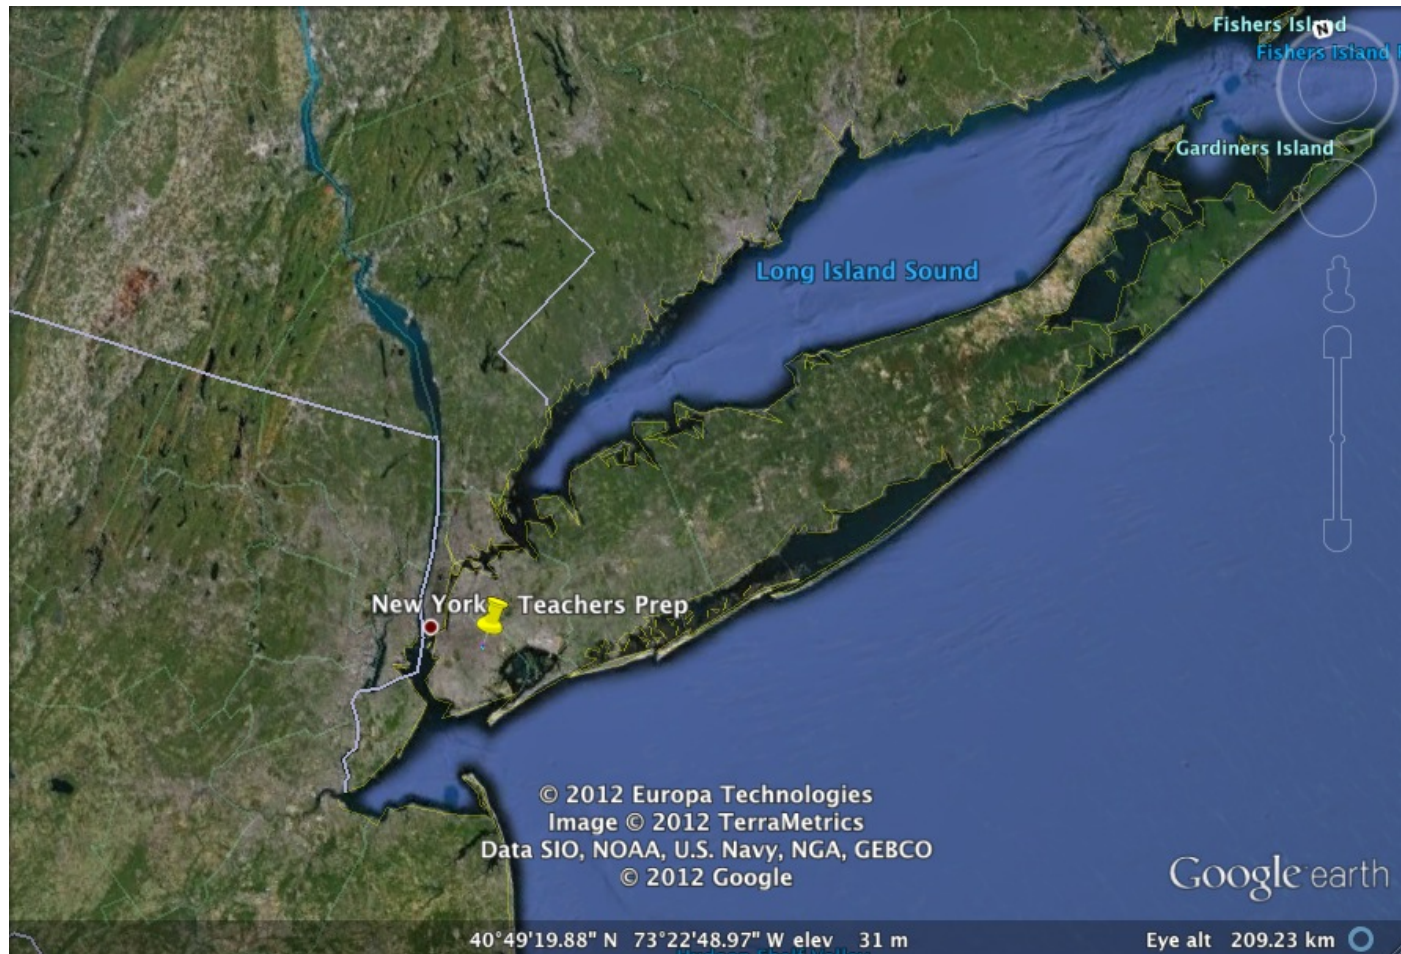 Fishers Island
N
Fishers Island
Gardiners Island
Long Island Sound
New York
Teachers Prep
© 2012 Europa Technologies
Image © 2012 TerraMetrics
Data SIO, NOAA, U.S. Navy, NGA, GEBCO
© 2012 Google
Google earth
40°49'19.88" N 73°22'48.97" W elev 31 m
Eye alt 209.23 km